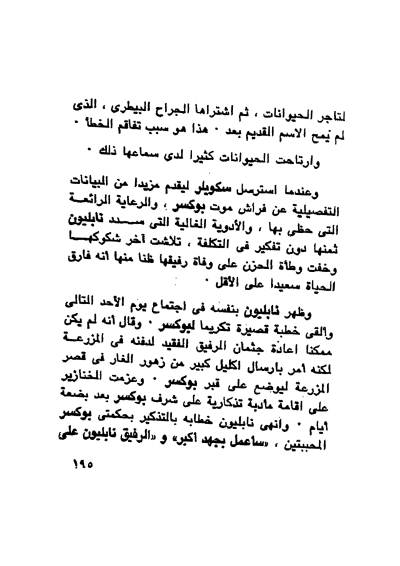 لتاجر الحيوانات ، ثم اشتراها الجراح البيطرى ، الذى
لم يمح الاسم القديم بعد · هذا هو سبب تفاقم الخطأ ·
وارتاحت الحيوانات كثيرا لدى سماعها ذلك ·
وعندما استرسل سكويلر ليقدم مزيدا من البيانات
التفصيلية عن فراش موت بوكسر ، والرعاية الرائعة
التى حظى بها ، والأدوية الغالية التى سدد نابليون
ثمنها دون تفكير فى التكلفة ، تلاشت آخر شكوكها
وخفت وطأة الحزن على وفاة رفيقها ظنا منها أنه فارق
الحياة سعيدا على الأقل ·
وظهر نابليون بنفسه فى اجتماع يوم الأحد التالى
وألقى خطبة قصيرة تكريما لبوكسر · وقال أنه لم يكن
ممكنا اعادة جثمان الرفيق الفقيد لدفنه فى المزرعة
لكنه أمر بارسال اكليل كبير من زهور الغار فى قصر
المزرعة ليوضع على قبر بوكسر · وعزمت الخنازير
على اقامة مأدبة تذكارية على شرف بوكسر بعد بضعة
أيام · وانهى نابليون خطابه بالتذكير بحكمتى بوكسر
المحببتين ، «ساعمل بجهد أكبر» و «الرفيق نابليون على
١٩٥